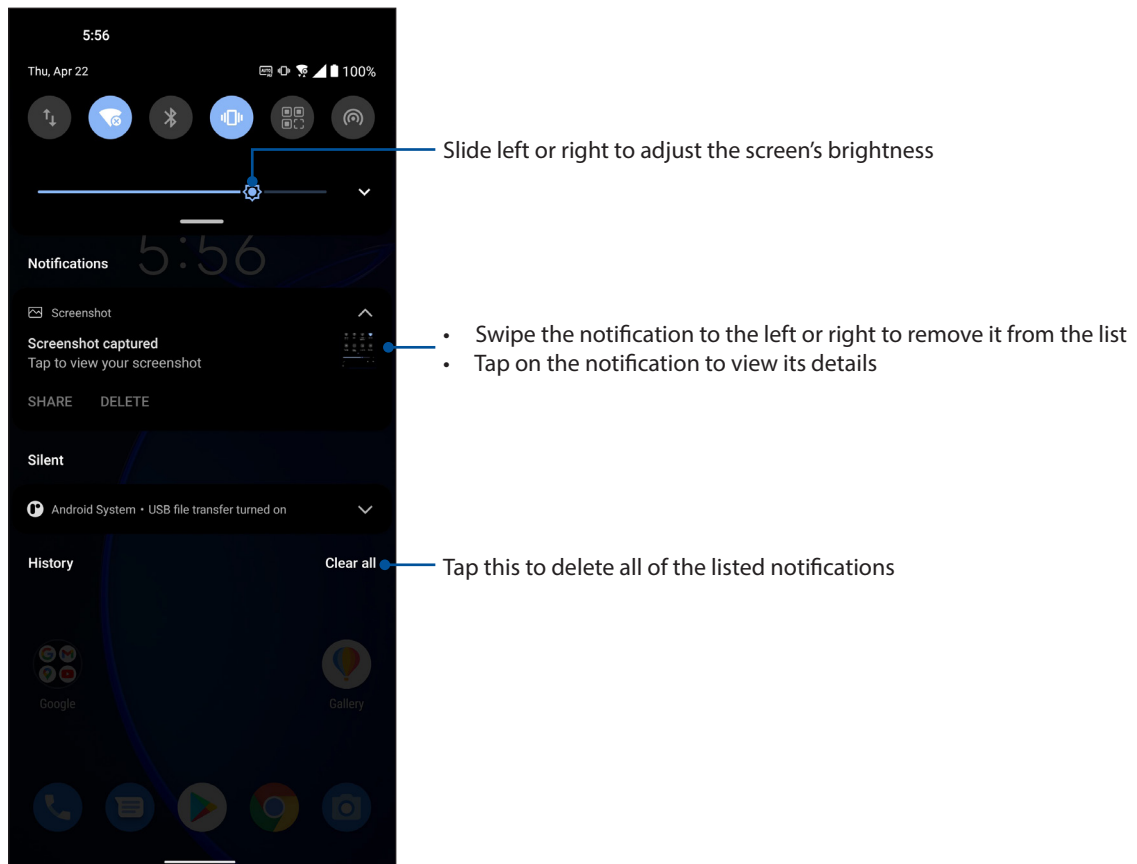 5:56
Thu, Apr 22
100%
Slide left or right to adjust the screen's brightness
5:56
Notifications
Screenshot
Screenshot captured
Tap to view your screenshot
SHARE DELETE
• Swipe the notification to the left or right to remove it from the list
• Tap on the notification to view its details
Silent
Android System • USB file transfer turned on
History
Clear all
Tap this to delete all of the listed notifications
Google
Gallery